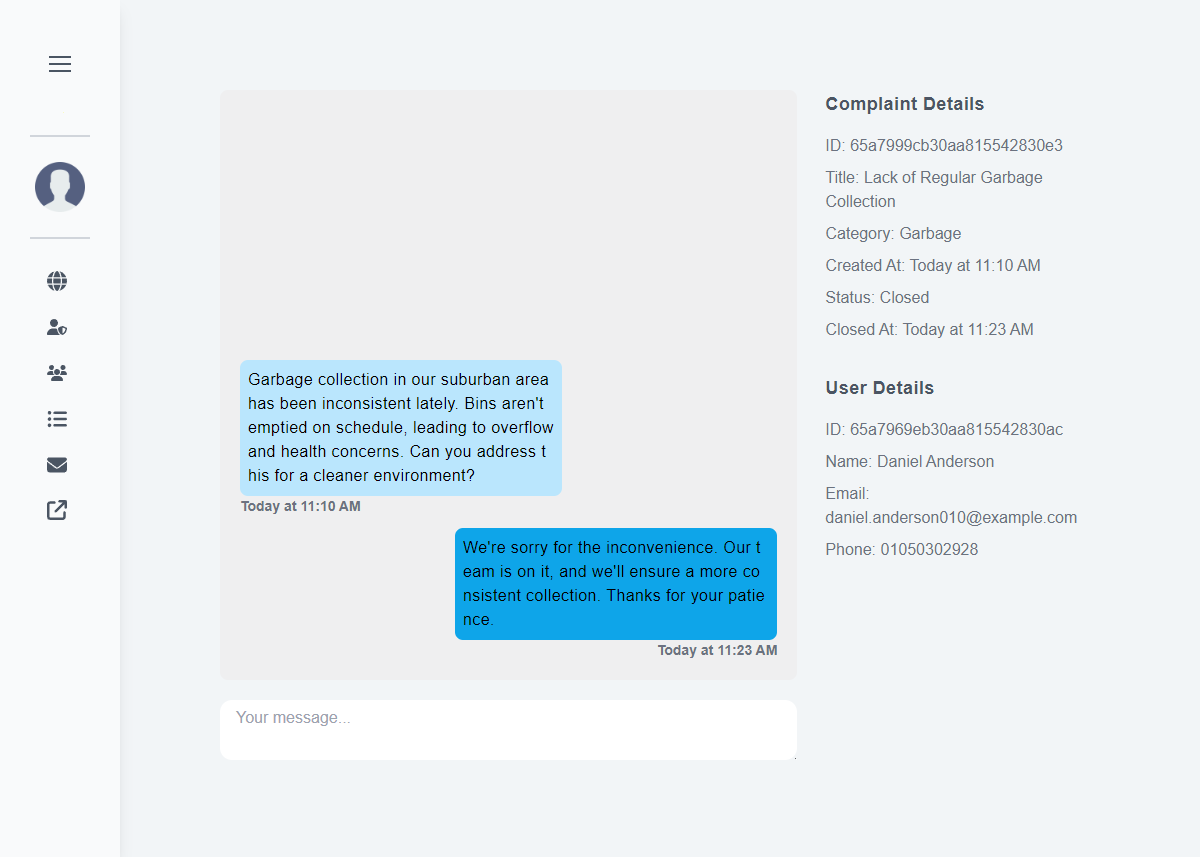 Garbage collection in our suburban area
has been inconsistent lately. Bins aren't
emptied on schedule, leading to overflow
and health concerns. Can you address t
his for a cleaner environment?
Today at 11:10 AM
We're sorry for the inconvenience. Our t
eam is on it, and we'll ensure a more co
nsistent collection. Thanks for your patie
nce.
Today at 11:23 AM
Your message...
Complaint Details
ID: 65a7999cb30aa815542830e3
Title: Lack of Regular Garbage
Collection
Category: Garbage
Created At: Today at 11:10 AM
Status: Closed
Closed At: Today at 11:23 AM
User Details
ID: 65a7969eb30aa815542830ac
Name: Daniel Anderson
Email:
daniel.anderson010@example.com
Phone: 01050302928